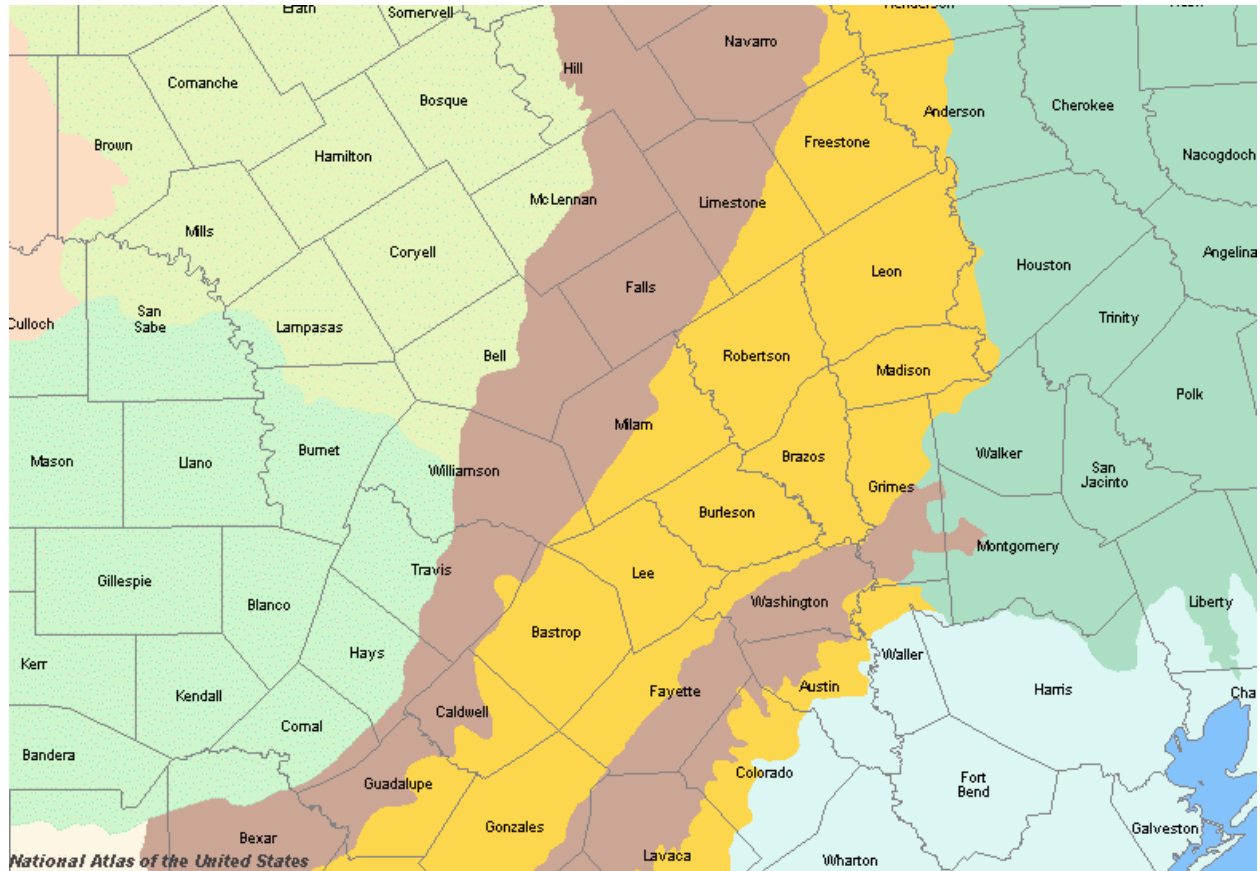 Erath
Somervell
Henderson
Navarro
Hill
Comanche
Bosque
Anderson
Cherokee
Brown
Hamilton
Freestone
Nacogdoch
McLennan
Limestone
Mills
Coryell
Leon
Houston
Angelina
Falls
San
Sabe
Culloch
Lampasas
Trinity
Bell
Robertson
Madison
Polk
Milam
Mason
Llano
Burnet
Williamson
Brazos
Walker
San
Jacinto
Grimes
Burleson
Montgomery
Gillespie
Travis
Lee
Blanco
Washington
Liberty
Bastrop
Kerr
Hays
Waller
Kendall
Fayette
Austin
Harris
Cha
Comal
Caldwell
Bandera
Guadalupe
Colorado
Fort
Bend
Bexar
Gonzales
Galveston
Lavaca
Wharton
National Atlas of the United States